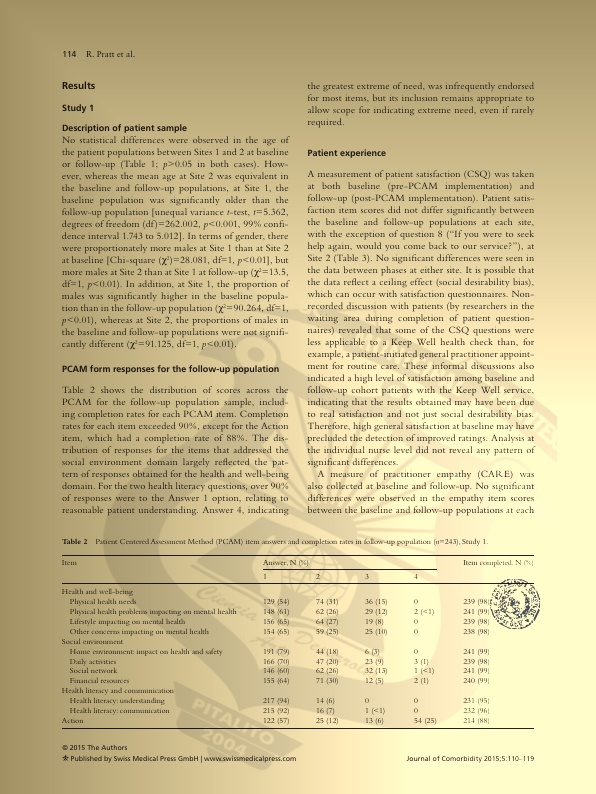 114 R. Pratt et al.
Results
Study 1
Description of patient sample
No statistical differences were observed in the age of
the patient populations between Sites 1 and 2 at baseline
or follow-up (Table 1; p>0.05 in both cases). How-
ever, whereas the mean age at Site 2 was equivalent in
the baseline and follow-up populations, at Site 1, the
baseline population was significantly older than the
follow-up population [unequal variance t-test, t=5.362,
degrees of freedom (df)=262.002, p<0.001, 99% confi-
dence interval 1.743 to 5.012]. In terms of gender, there
were proportionately more males at Site 1 than at Site 2
at baseline [Chi-square (χ²)=28.081, df=1, p<0.01], but
more males at Site 2 than at Site 1 at follow-up (χ²=13.5,
df=1, p<0.01). In addition, at Site 1, the proportion of
males was significantly higher in the baseline popula-
tion than in the follow-up population (χ²=90.264, df=1,
p<0.01), whereas at Site 2, the proportions of males in
the baseline and follow-up populations were not signifi-
cantly different (χ²=91.125, df=1, p<0.01).
PCAM form responses for the follow-up population
Table 2 shows the distribution of scores across the
PCAM for the follow-up population sample, includ-
ing completion rates for each PCAM item. Completion
rates for each item exceeded 90%, except for the Action
item, which had a completion rate of 88%. The dis-
tribution of responses for the items that addressed the
social environment domain largely reflected the pat-
tern of responses obtained for the health and well-being
domain. For the two health literacy questions, over 90%
of responses were to the Answer 1 option, relating to
reasonable patient understanding. Answer 4, indicating
the greatest extreme of need, was infrequently endorsed
for most items, but its inclusion remains appropriate to
allow scope for indicating extreme need, even if rarely
required.
Patient experience
A measurement of patient satisfaction (CSQ) was taken
at both baseline (pre-PCAM implementation) and
follow-up (post-PCAM implementation). Patient satis-
faction item scores did not differ significantly between
the baseline and follow-up populations at each site,
with the exception of question 8 (“If you were to seek
help again, would you come back to our service?”), at
Site 2 (Table 3). No significant differences were seen in
the data between phases at either site. It is possible that
the data reflect a ceiling effect (social desirability bias),
which can occur with satisfaction questionnaires. Non-
recorded discussion with patients (by researchers in the
waiting area during completion of patient question-
naires) revealed that some of the CSQ questions were
less applicable to a Keep Well health check than, for
example, a patient-initiated general practitioner appoint-
ment for routine care. These informal discussions also
indicated a high level of satisfaction among baseline and
follow-up cohort patients with the Keep Well service,
indicating that the results obtained may have been due
to real satisfaction and not just social desirability bias.
Therefore, high general satisfaction at baseline may have
precluded the detection of improved ratings. Analysis at
the individual nurse level did not reveal any pattern of
significant differences.
A measure of practitioner empathy (CARE) was
also collected at baseline and follow-up. No significant
differences were observed in the empathy item scores
between the baseline and follow-up populations at each
Table 2 Patient Centered Assessment Method (PCAM) item answers and completion rates in follow-up population (n=243), Study 1.
Item Answer, N (%) Item completed, N (%)
1 2 3 4
Health and well-being
Physical health needs 129 (54) 74 (31) 36 (15) 0 239 (98)
Physical health problems impacting on mental health 148 (61) 62 (26) 29 (12) 2 (<1) 241 (99)
Lifestyle impacting on mental health 156 (65) 64 (27) 19 (8) 0 239 (98)
Other concerns impacting on mental health 154 (65) 59 (25) 25 (10) 0 238 (98)
Social environment
Home environment: impact on health and safety 191 (79) 44 (18) 6 (3) 0 241 (99)
Daily activities 166 (70) 47 (20) 23 (9) 3 (1) 239 (98)
Social network 146 (60) 62 (26) 32 (13) 1 (<1) 241 (99)
Financial resources 155 (64) 71 (30) 12 (5) 2 (1) 240 (99)
Health literacy and communication
Health literacy: understanding 217 (94) 14 (6) 0 0 231 (95)
Health literacy: communication 215 (92) 16 (7) 1 (<1) 0 232 (96)
Action 122 (57) 25 (12) 13 (6) 54 (25) 214 (88)
PITALITO
2004
© 2015 The Authors
Published by Swiss Medical Press GmbH | www.swissmedicalpress.com
Journal of Comorbidity 2015;5:110–119